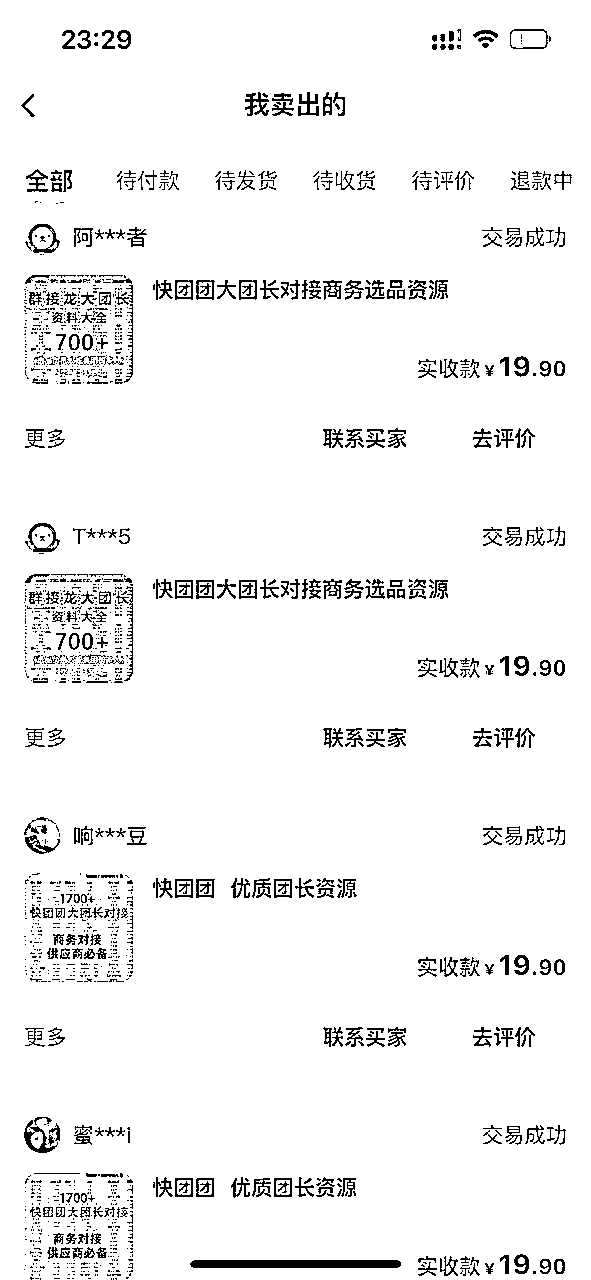 23:29
我卖出的
全部 待付款 待发货 待收货 待评价 退款中
阿***者 交易成功
群接龙大团长
资料大全
700+
快团团大团长对接商务选品资源
实收款 ¥19.90
更多 联系买家 去评价
T***5 交易成功
群接龙大团长
资料大全
700+
快团团大团长对接商务选品资源
实收款 ¥19.90
更多 联系买家 去评价
响***豆 交易成功
1700+
快团团大团长对接
商务对接
供应商必备
快团团 优质团长资源
实收款 ¥19.90
更多 联系买家 去评价
蜜***i 交易成功
1700+
快团团大团长对接
商务对接
供应商必备
快团团 优质团长资源
实收款 ¥19.90